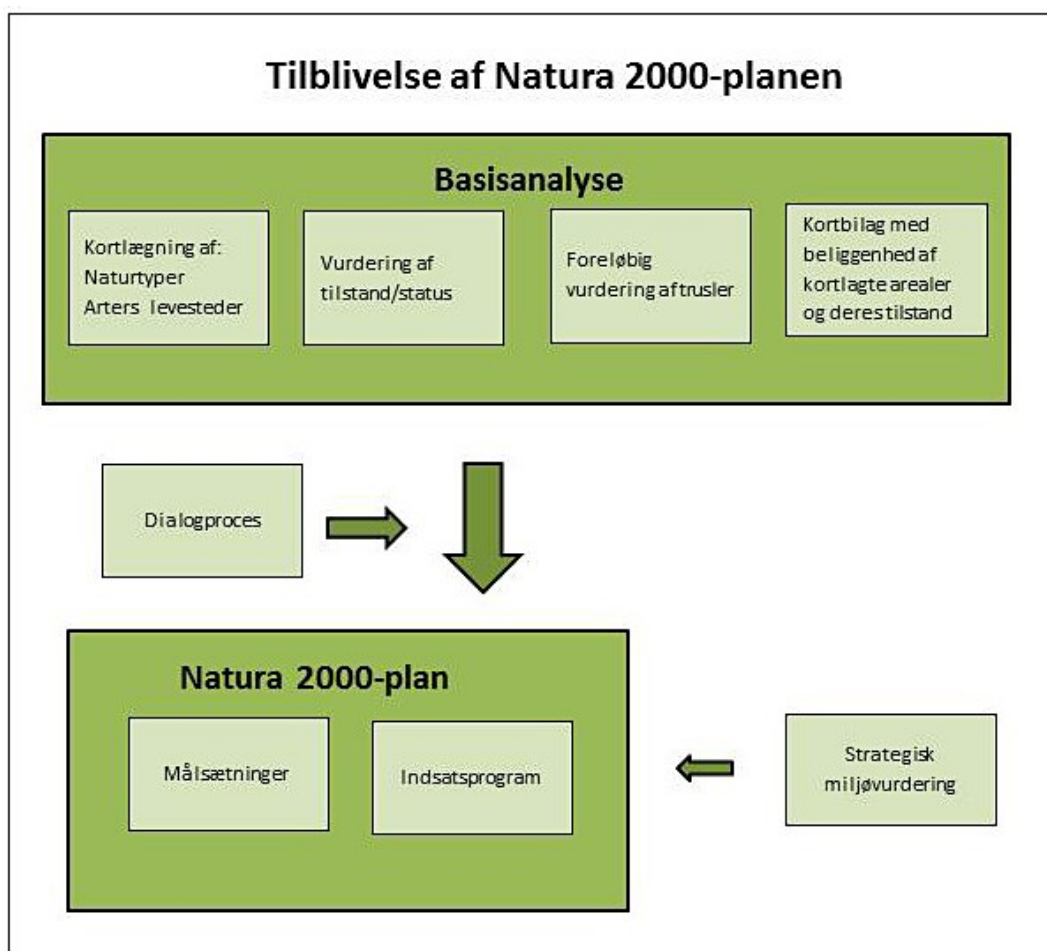 Tilblivelse af Natura 2000-planen
Basisanalyse
Kortlægning af:
Naturtyper
Arters levesteder
Vurdering af
tilstand/status
Foreløbig
vurdering af trusler
Kortbilag med
beliggenhed af
kortlagte arealer
og deres tilstand
Dialogproces
Natura 2000-plan
Målsætninger
Indsatsprogram
Strategisk
miljøvurdering